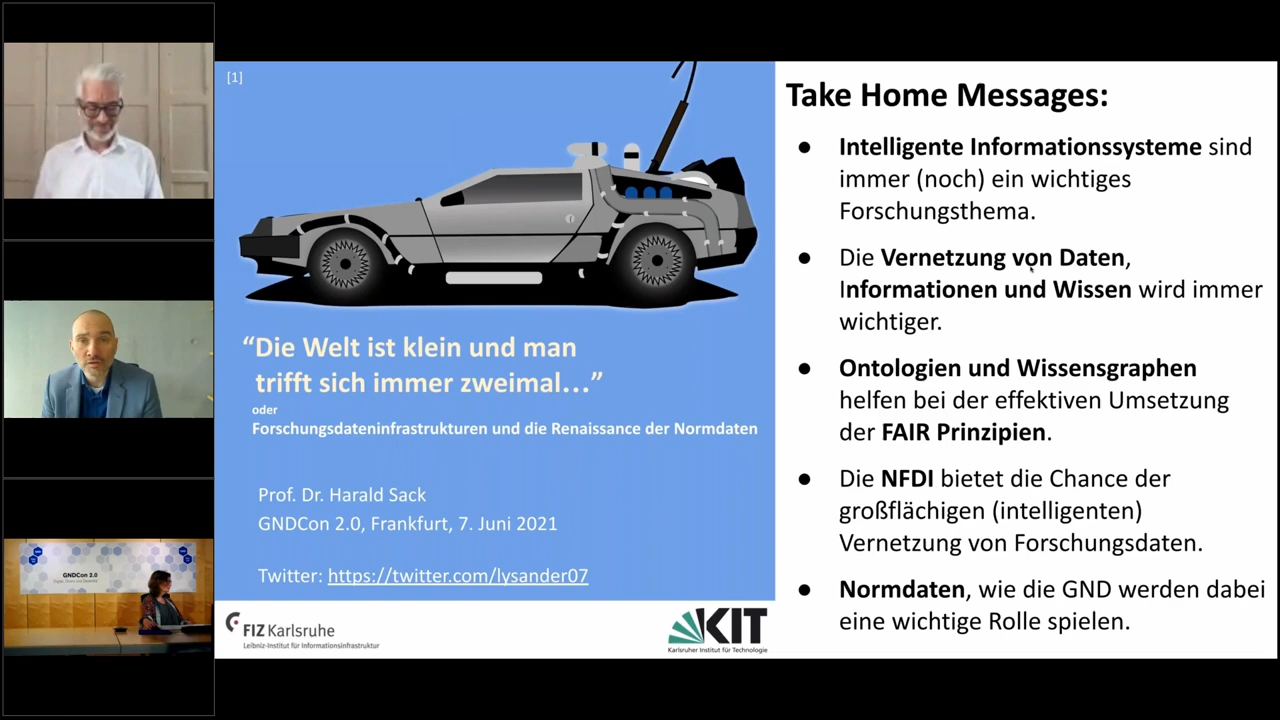 [1]
“Die Welt ist klein und man
trifft sich immer zweimal…”
oder
Forschungsdateninfrastrukturen und die Renaissance der Normdaten
Prof. Dr. Harald Sack
GNDCon 2.0, Frankfurt, 7. Juni 2021
Twitter: https://twitter.com/lysander07
FIZ Karlsruhe
Leibniz-Institut für Informationsinfrastruktur
KIT
Karlsruher Institut für Technologie
Take Home Messages:
● Intelligente Informationssysteme sind
immer (noch) ein wichtiges
Forschungsthema.
● Die Vernetzung von Daten,
Informationen und Wissen wird immer
wichtiger.
● Ontologien und Wissensgraphen
helfen bei der effektiven Umsetzung
der FAIR Prinzipien.
● Die NFDI bietet die Chance der
großflächigen (intelligenten)
Vernetzung von Forschungsdaten.
● Normdaten, wie die GND werden dabei
eine wichtige Rolle spielen.
GNDCon 2.0